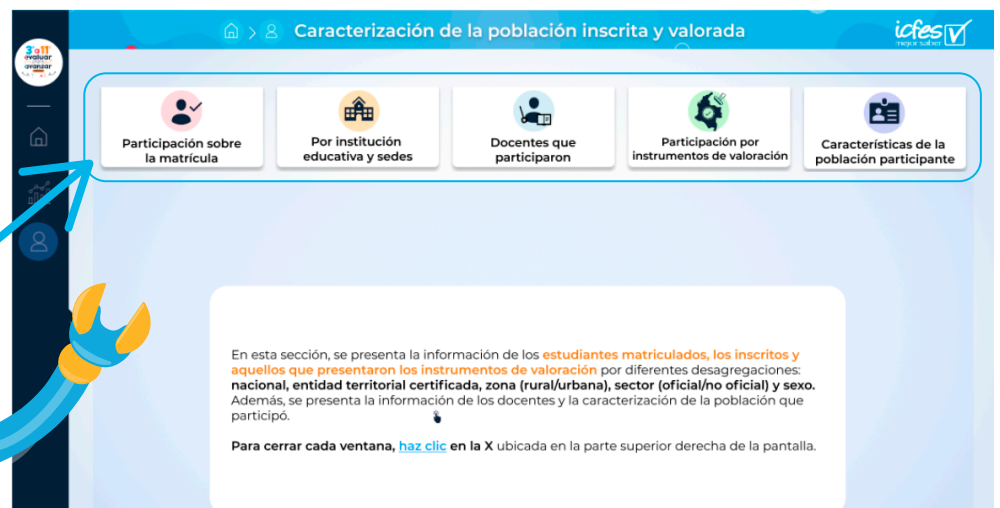 Caracterización de la población inscrita y valorada
icfes
mejor saber
3°a11°
evaluar
avanzar
Participación sobre
la matrícula
Por institución
educativa y sedes
Docentes que
participaron
Participación por
instrumentos de valoración
Características de la
población participante
En esta sección, se presenta la información de los estudiantes matriculados, los inscritos y
aquellos que presentaron los instrumentos de valoración por diferentes desagregaciones:
nacional, entidad territorial certificada, zona (rural/urbana), sector (oficial/no oficial) y sexo.
Además, se presenta la información de los docentes y la caracterización de la población que
participó.
Para cerrar cada ventana, haz clic en la X ubicada en la parte superior derecha de la pantalla.